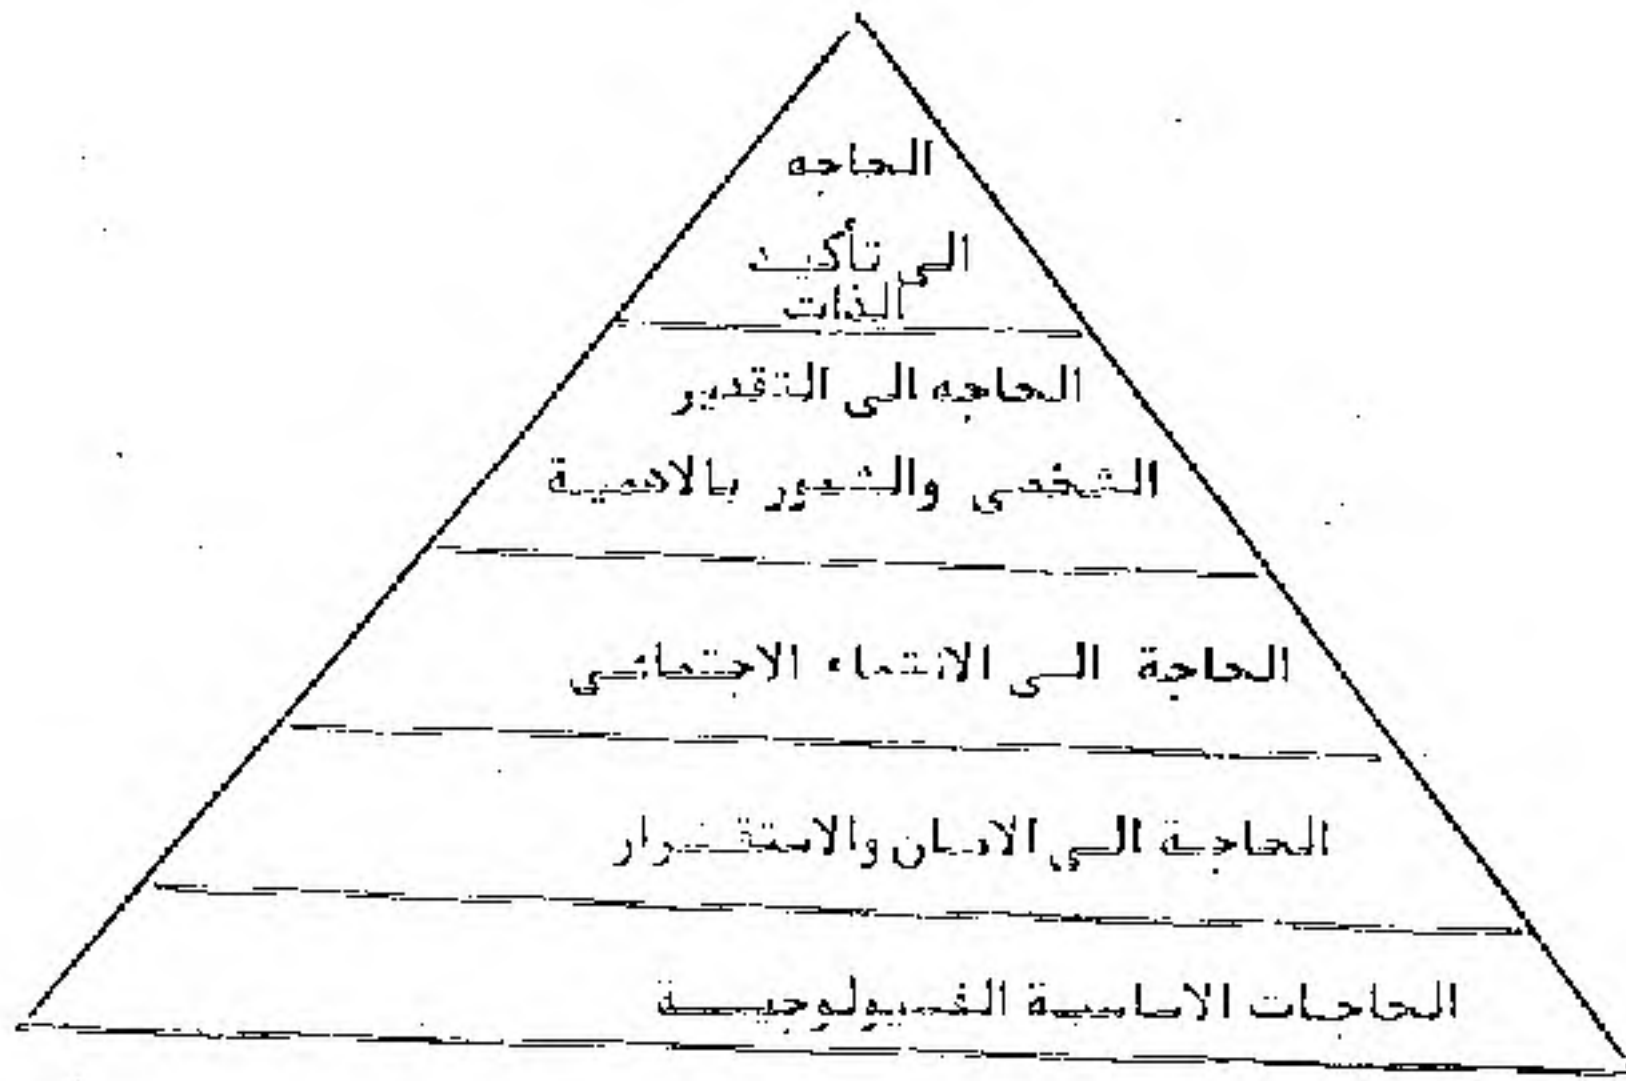 الحاجه
الى تأكيد
الذات
الحاجه الى التقدير
الشخصى والشعور بالاهمية
الحاجة الى الانتماء الاجتماعي
الحاجة الى الامان والاستقرار
الحاجات الاساسية الفسيولوجية